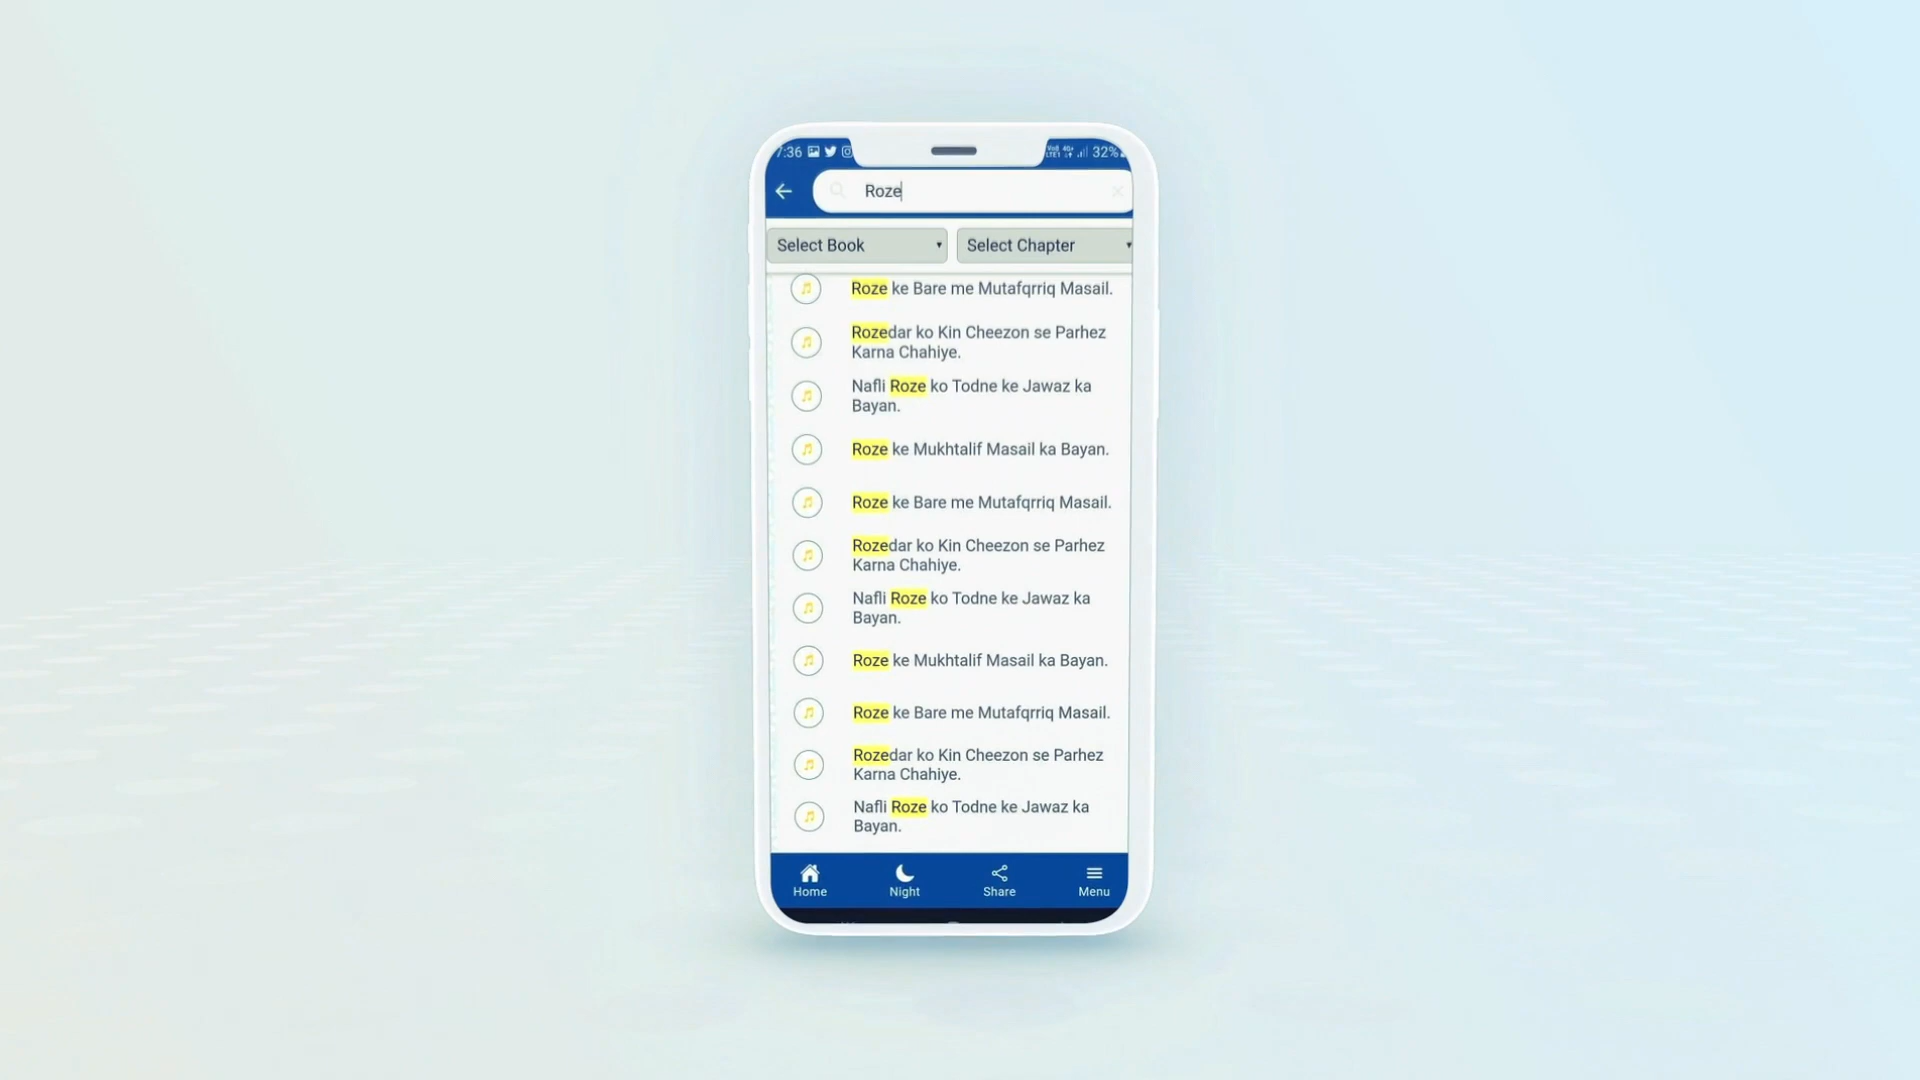 7:36 32%
Roze
Select Book Select Chapter
Roze ke Bare me Mutafqrriq Masail.
Rozedar ko Kin Cheezon se Parhez
Karna Chahiye.
Nafli Roze ko Todne ke Jawaz ka
Bayan.
Roze ke Mukhtalif Masail ka Bayan.
Roze ke Bare me Mutafqrriq Masail.
Rozedar ko Kin Cheezon se Parhez
Karna Chahiye.
Nafli Roze ko Todne ke Jawaz ka
Bayan.
Roze ke Mukhtalif Masail ka Bayan.
Roze ke Bare me Mutafqrriq Masail.
Rozedar ko Kin Cheezon se Parhez
Karna Chahiye.
Nafli Roze ko Todne ke Jawaz ka
Bayan.
Home Night Share Menu